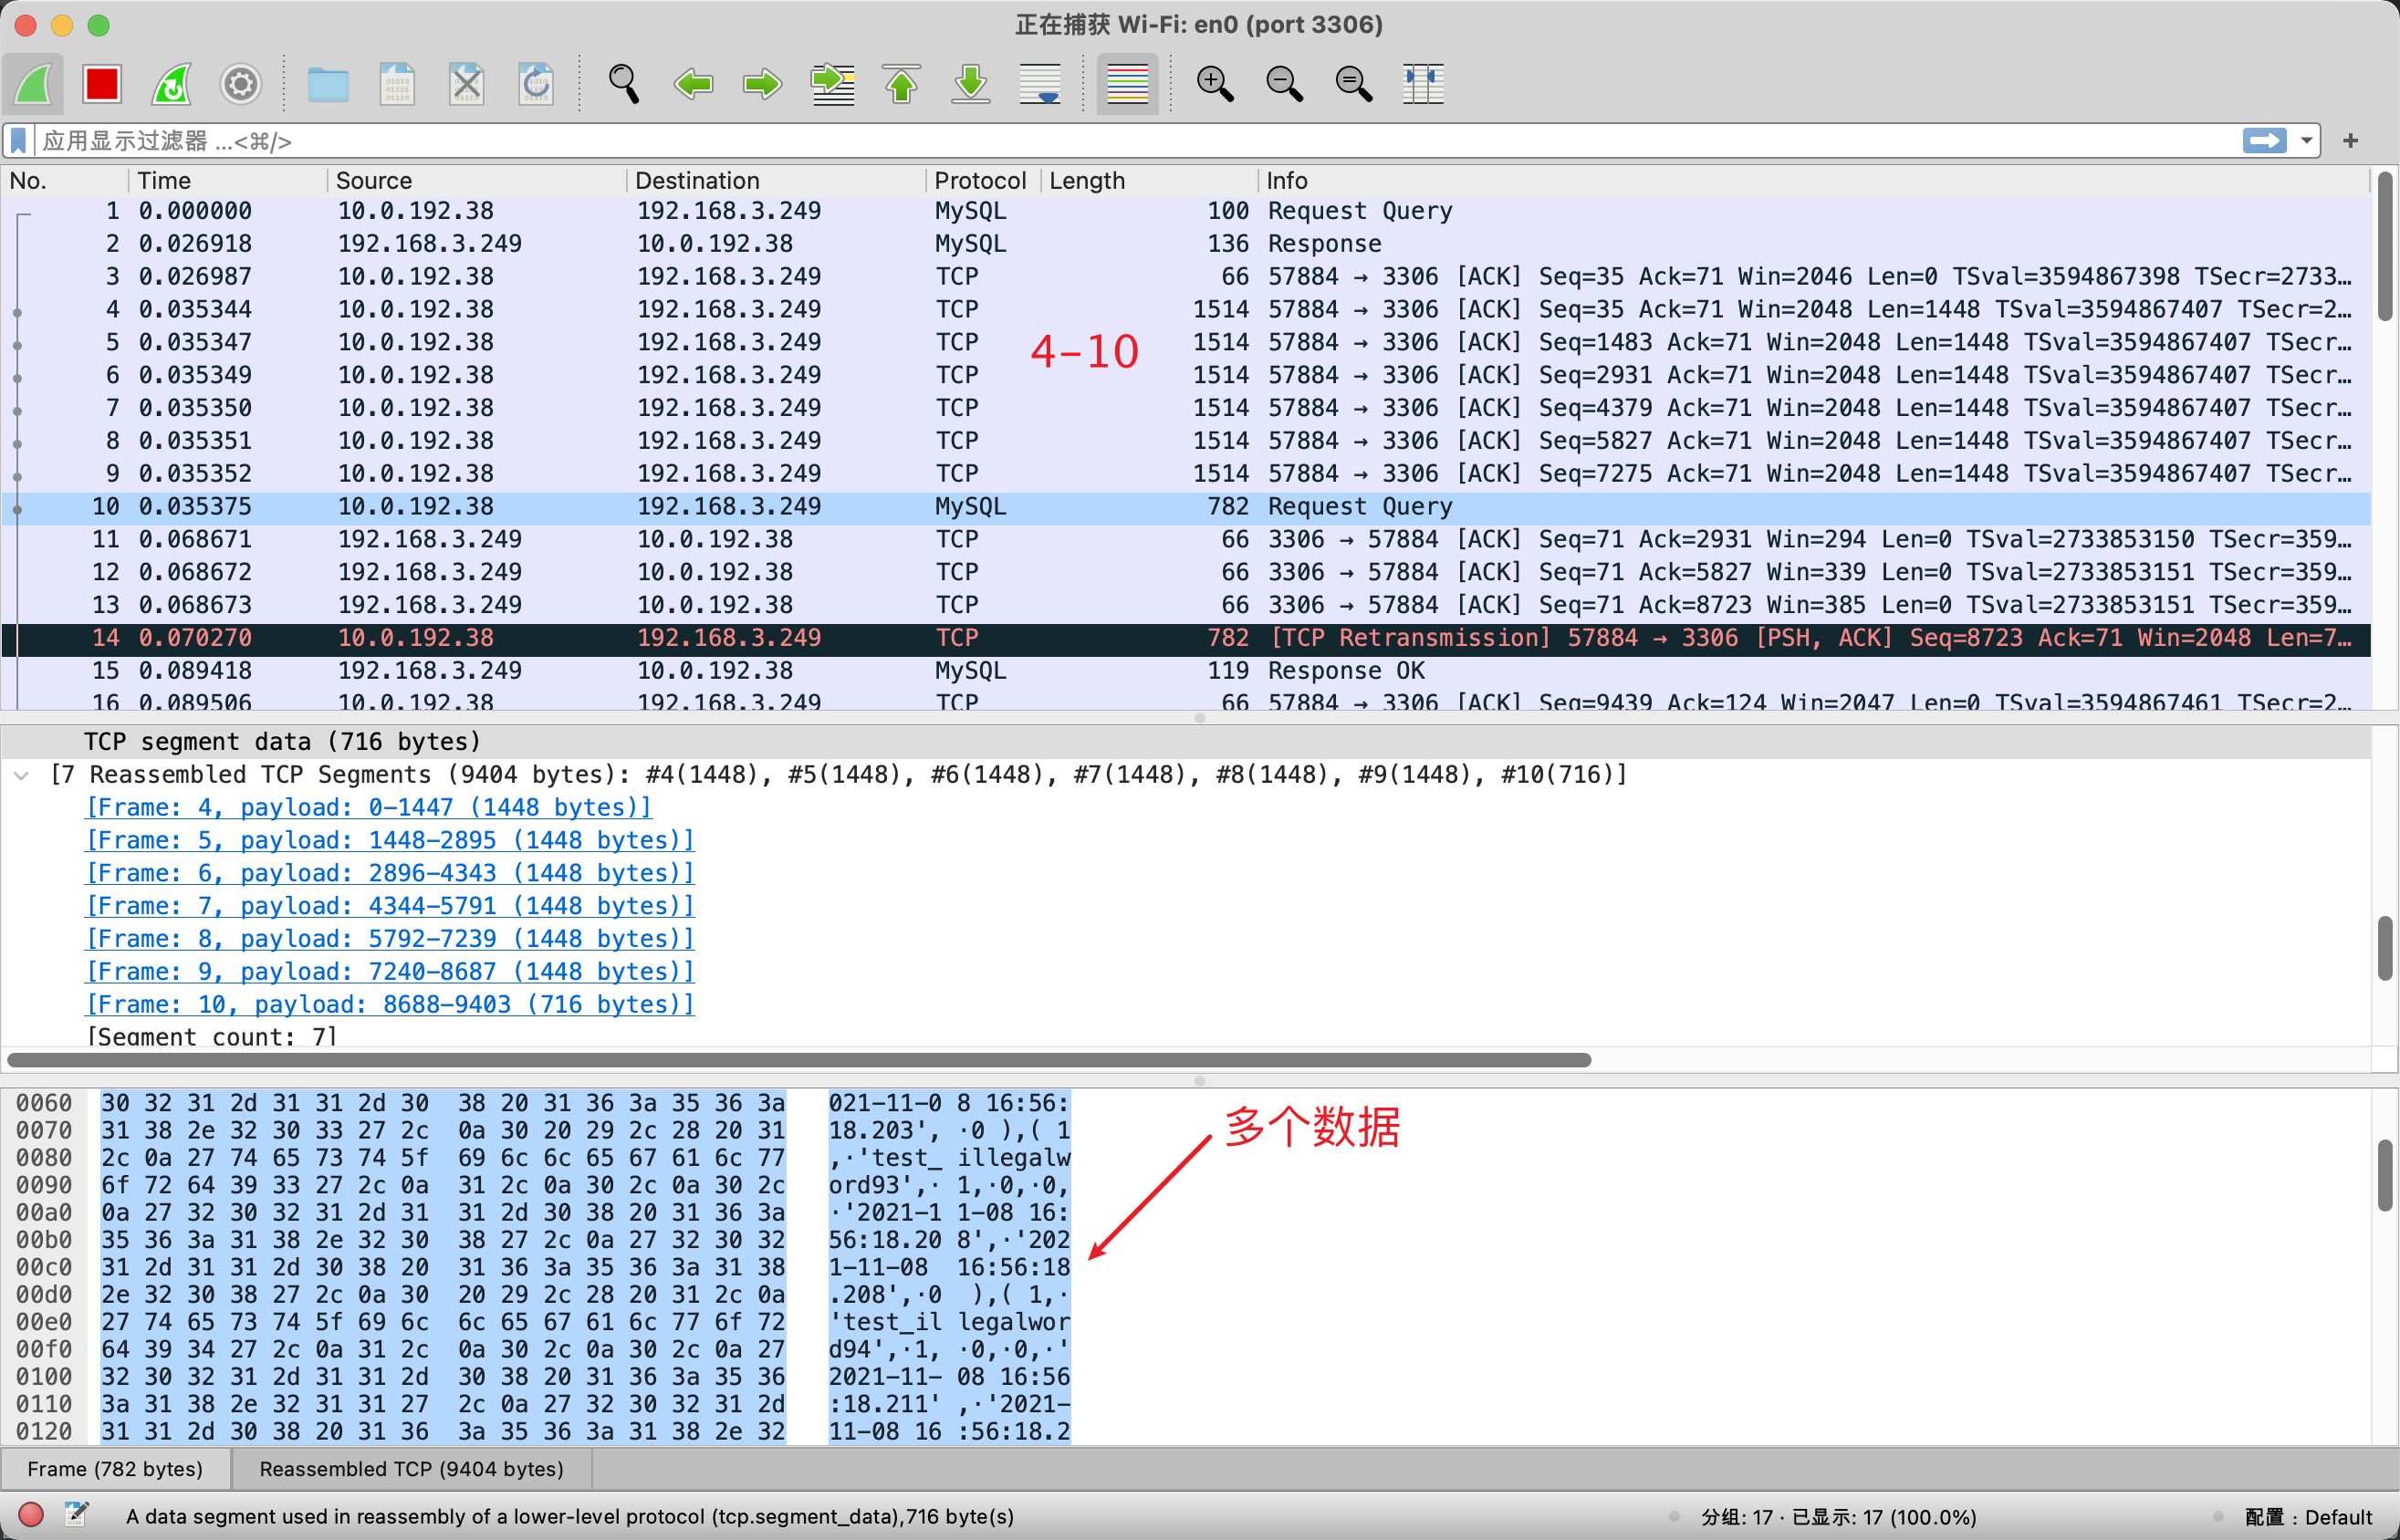 正在捕获 Wi-Fi: en0 (port 3306)
应用显示过滤器 ...<⌘/>
No. Time Source Destination Protocol Length Info
1 0.000000 10.0.192.38 192.168.3.249 MySQL 100 Request Query
2 0.026918 192.168.3.249 10.0.192.38 MySQL 136 Response
3 0.026987 10.0.192.38 192.168.3.249 TCP 66 57884 → 3306 [ACK] Seq=35 Ack=71 Win=2046 Len=0 TSval=3594867398 TSecr=2733…
4 0.035344 10.0.192.38 192.168.3.249 TCP 1514 57884 → 3306 [ACK] Seq=35 Ack=71 Win=2048 Len=1448 TSval=3594867407 TSecr=2…
5 0.035347 10.0.192.38 192.168.3.249 TCP 1514 57884 → 3306 [ACK] Seq=1483 Ack=71 Win=2048 Len=1448 TSval=3594867407 TSecr…
4-10
6 0.035349 10.0.192.38 192.168.3.249 TCP 1514 57884 → 3306 [ACK] Seq=2931 Ack=71 Win=2048 Len=1448 TSval=3594867407 TSecr…
7 0.035350 10.0.192.38 192.168.3.249 TCP 1514 57884 → 3306 [ACK] Seq=4379 Ack=71 Win=2048 Len=1448 TSval=3594867407 TSecr…
8 0.035351 10.0.192.38 192.168.3.249 TCP 1514 57884 → 3306 [ACK] Seq=5827 Ack=71 Win=2048 Len=1448 TSval=3594867407 TSecr…
9 0.035352 10.0.192.38 192.168.3.249 TCP 1514 57884 → 3306 [ACK] Seq=7275 Ack=71 Win=2048 Len=1448 TSval=3594867407 TSecr…
10 0.035375 10.0.192.38 192.168.3.249 MySQL 782 Request Query
11 0.068671 192.168.3.249 10.0.192.38 TCP 66 3306 → 57884 [ACK] Seq=71 Ack=2931 Win=294 Len=0 TSval=2733853150 TSecr=359…
12 0.068672 192.168.3.249 10.0.192.38 TCP 66 3306 → 57884 [ACK] Seq=71 Ack=5827 Win=339 Len=0 TSval=2733853151 TSecr=359…
13 0.068673 192.168.3.249 10.0.192.38 TCP 66 3306 → 57884 [ACK] Seq=71 Ack=8723 Win=385 Len=0 TSval=2733853151 TSecr=359…
14 0.070270 10.0.192.38 192.168.3.249 TCP 782 [TCP Retransmission] 57884 → 3306 [PSH, ACK] Seq=8723 Ack=71 Win=2048 Len=7…
15 0.089418 192.168.3.249 10.0.192.38 MySQL 119 Response OK
16 0.089506 10.0.192.38 192.168.3.249 TCP 66 57884 → 3306 [ACK] Seq=9439 Ack=124 Win=2047 Len=0 TSval=3594867461 TSecr=2…
TCP segment data (716 bytes)
[7 Reassembled TCP Segments (9404 bytes): #4(1448), #5(1448), #6(1448), #7(1448), #8(1448), #9(1448), #10(716)]
[Frame: 4, payload: 0-1447 (1448 bytes)]
[Frame: 5, payload: 1448-2895 (1448 bytes)]
[Frame: 6, payload: 2896-4343 (1448 bytes)]
[Frame: 7, payload: 4344-5791 (1448 bytes)]
[Frame: 8, payload: 5792-7239 (1448 bytes)]
[Frame: 9, payload: 7240-8687 (1448 bytes)]
[Frame: 10, payload: 8688-9403 (716 bytes)]
[Segment count: 7]
0060 30 32 31 2d 31 31 2d 30 38 20 31 36 3a 35 36 3a 021-11-0 8 16:56:
0070 31 38 2e 32 30 33 27 2c 0a 30 20 29 2c 28 20 31 18.203', ·0 ),( 1
多个数据
0080 2c 0a 27 74 65 73 74 5f 69 6c 6c 65 67 61 6c 77 ,·'test_ illegalw
0090 6f 72 64 39 33 27 2c 0a 31 2c 0a 30 2c 0a 30 2c ord93',· 1,·0,·0,
00a0 0a 27 32 30 32 31 2d 31 31 2d 30 38 20 31 36 3a ·'2021-1 1-08 16:
00b0 35 36 3a 31 38 2e 32 30 38 27 2c 0a 27 32 30 32 56:18.20 8',·'202
00c0 31 2d 31 31 2d 30 38 20 31 36 3a 35 36 3a 31 38 1-11-08 16:56:18
00d0 2e 32 30 38 27 2c 0a 30 20 29 2c 28 20 31 2c 0a .208',·0 ),( 1,·
00e0 27 74 65 73 74 5f 69 6c 6c 65 67 61 6c 77 6f 72 'test_il legalwor
00f0 64 39 34 27 2c 0a 31 2c 0a 30 2c 0a 30 2c 0a 27 d94',·1, ·0,·0,·'
0100 32 30 32 31 2d 31 31 2d 30 38 20 31 36 3a 35 36 2021-11- 08 16:56
0110 3a 31 38 2e 32 31 31 27 2c 0a 27 32 30 32 31 2d :18.211' ,·'2021-
0120 31 31 2d 30 38 20 31 36 3a 35 36 3a 31 38 2e 32 11-08 16 :56:18.2
Frame (782 bytes) Reassembled TCP (9404 bytes)
A data segment used in reassembly of a lower-level protocol (tcp.segment_data),716 byte(s) 分组: 17 · 已显示: 17 (100.0%) 配置：Default